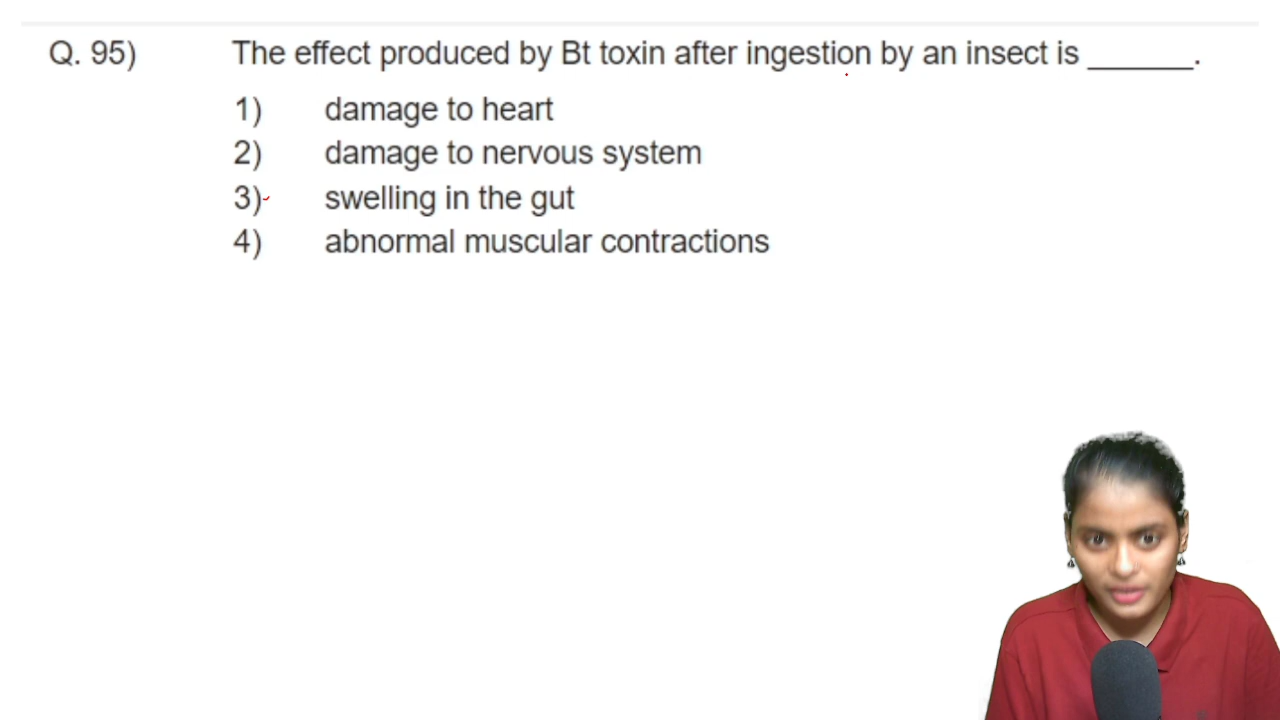 Q. 95) The effect produced by Bt toxin after ingestion by an insect is ______.
1) damage to heart
2) damage to nervous system
3) swelling in the gut
4) abnormal muscular contractions